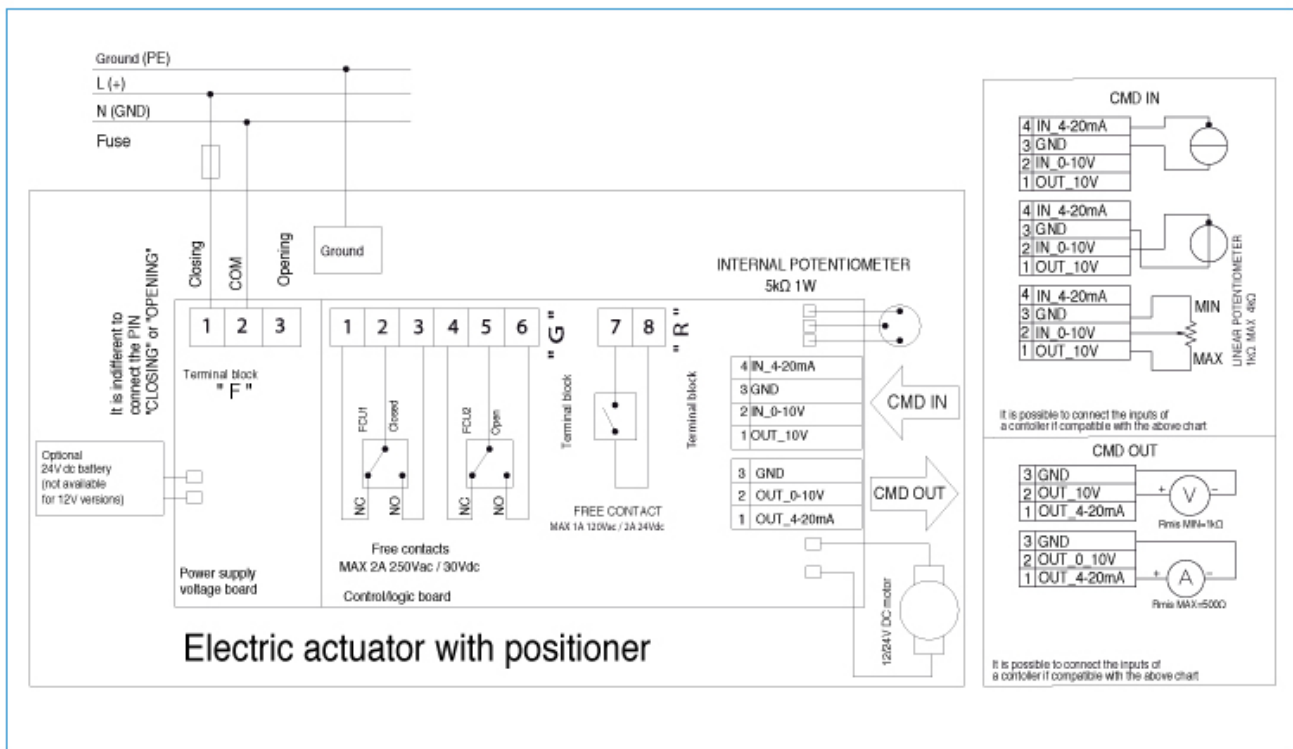 Ground (PE)
L (+)
N (GND)
Fuse
It is indifferent to
connect the PIN
"CLOSING" or "OPENING"
Closing
COM
Opening
Ground
1 2 3
Terminal block
" F "
1 2 3 4 5 6
" G "
Terminal block
7 8
" R "
Terminal block
FCU1
Closed
NC
NO
FCU2
Open
NC
NO
Free contacts
MAX 2A 250Vac / 30Vdc
FREE CONTACT
MAX 1A 120Vac / 2A 24Vdc
Optional
24V dc battery
(not available
for 12V versions)
Power supply
voltage board
Control/logic board
INTERNAL POTENTIOMETER
5kΩ 1W
4 IN_4-20mA
3 GND
2 IN_0-10V
1 OUT_10V
CMD IN
3 GND
2 OUT_0-10V
1 OUT_4-20mA
CMD OUT
12/24V DC motor
Electric actuator with positioner
CMD IN
4 IN_4-20mA
3 GND
2 IN_0-10V
1 OUT_10V
4 IN_4-20mA
3 GND
2 IN_0-10V
1 OUT_10V
4 IN_4-20mA
3 GND
2 IN_0-10V
1 OUT_10V
MIN
MAX
LINEAR POTENTIOMETER
1kΩ MAX 4kΩ
It is possible to connect the inputs of
a contoller if compatible with the above chart
CMD OUT
3 GND
2 OUT_10V
1 OUT_4-20mA
+ V -
Rmis MIN=1kΩ
3 GND
2 OUT_0_10V
1 OUT_4-20mA
+ A -
Rmis MAX=500Ω
It is possible to connect the inputs of
a contoller if compatible with the above chart